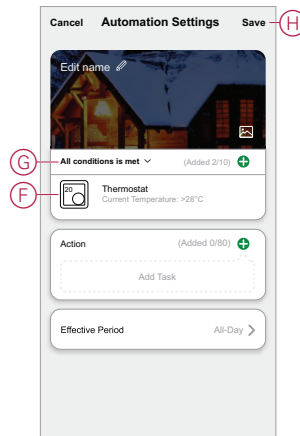 Cancel Automation Settings Save H
Edit name
G All conditions is met (Added 2/10)
F 20 Thermostat
Current Temperature: >28°C
Action (Added 0/80)
Add Task
Effective Period All-Day